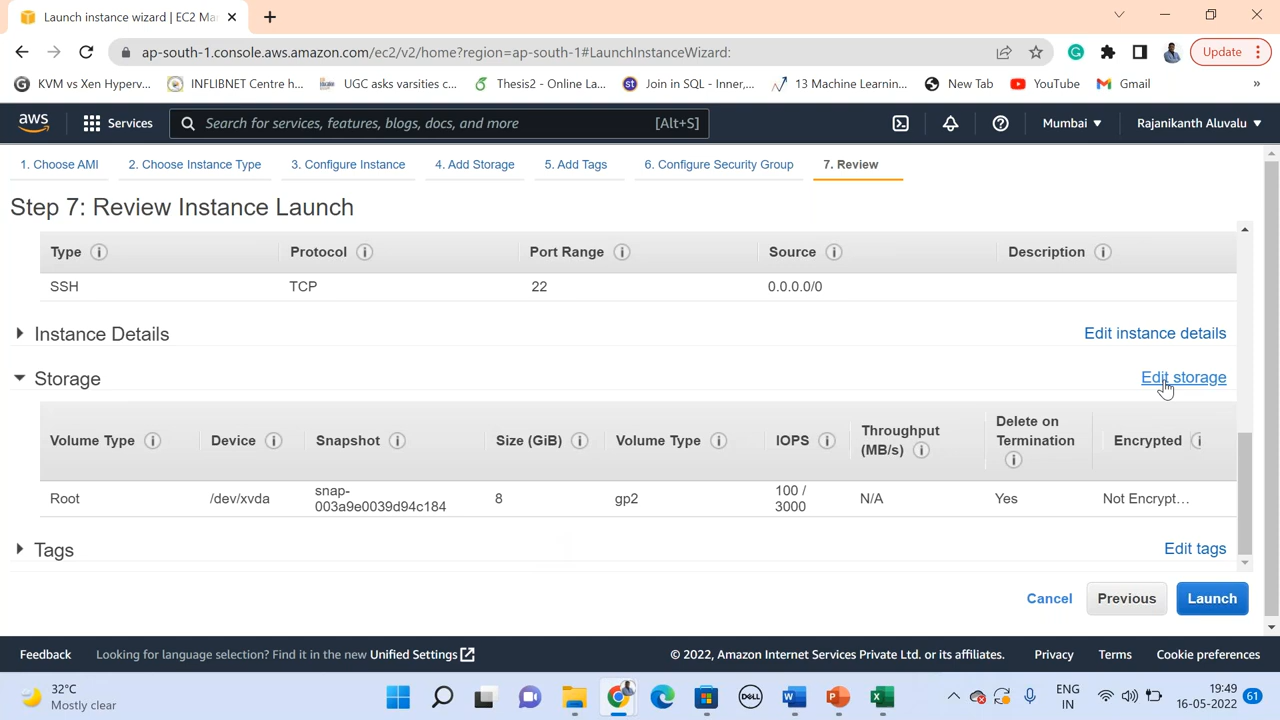 Launch instance wizard | EC2 Ma
ap-south-1.console.aws.amazon.com/ec2/v2/home?region=ap-south-1#LaunchInstanceWizard:
Update
KVM vs Xen Hyperv...
INFLIBNET Centre h...
UGC asks varsities c...
Thesis2 - Online La...
Join in SQL - Inner,...
13 Machine Learnin...
New Tab
YouTube
Gmail
»
aws
Services
Search for services, features, blogs, docs, and more
[Alt+S]
Mumbai
Rajanikanth Aluvalu
1. Choose AMI
2. Choose Instance Type
3. Configure Instance
4. Add Storage
5. Add Tags
6. Configure Security Group
7. Review
Step 7: Review Instance Launch
Type
Protocol
Port Range
Source
Description
SSH
TCP
22
0.0.0.0/0
Instance Details
Edit instance details
Storage
Edit storage
Volume Type
Device
Snapshot
Size (GiB)
Volume Type
IOPS
Throughput
(MB/s)
Delete on
Termination
Encrypted
Root
/dev/xvda
snap-
003a9e0039d94c184
8
gp2
100 /
3000
N/A
Yes
Not Encrypt...
Tags
Edit tags
Cancel
Previous
Launch
Feedback
Looking for language selection? Find it in the new Unified Settings
© 2022, Amazon Internet Services Private Ltd. or its affiliates.
Privacy
Terms
Cookie preferences
32°C
Mostly clear
DELL
ENG
IN
19:49
16-05-2022
61